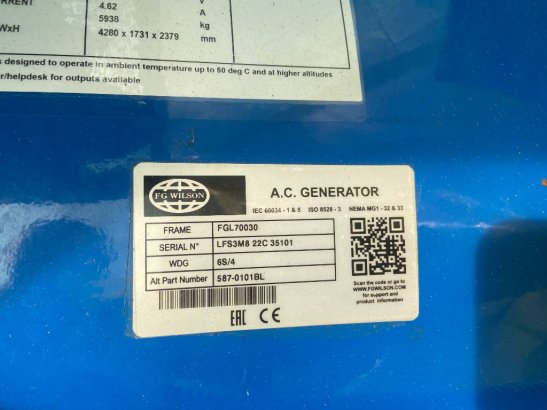 CURRENT 4.62 A
5938 kg
WxH 4280 x 1731 x 2379 mm
s designed to operate in ambient temperature up to 50 deg C and at higher altitudes
r/helpdesk for outputs available
FG WILSON
A.C. GENERATOR
IEC 60034 - 1 & 5 ISO 8528 - 3 NEMA MG1 - 32 & 33
FRAME FGL70030
SERIAL N° LFS3M8 22C 35101
WDG 6S/4
Alt Part Number 587-0101BL
Scan the code or go to
WWW.FGWILSON.COM
for support and
product information
EAC CE